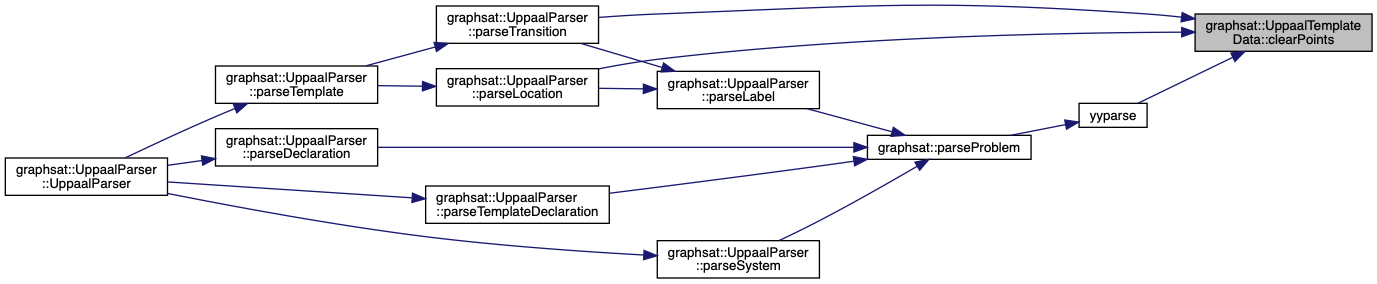 graphsat::UppaalParser
::parseTransition
graphsat::UppaalTemplate
Data::clearPoints
graphsat::UppaalParser
::parseTemplate
graphsat::UppaalParser
::parseLocation
graphsat::UppaalParser
::parseLabel
yyparse
graphsat::UppaalParser
::parseDeclaration
graphsat::parseProblem
graphsat::UppaalParser
::UppaalParser
graphsat::UppaalParser
::parseTemplateDeclaration
graphsat::UppaalParser
::parseSystem